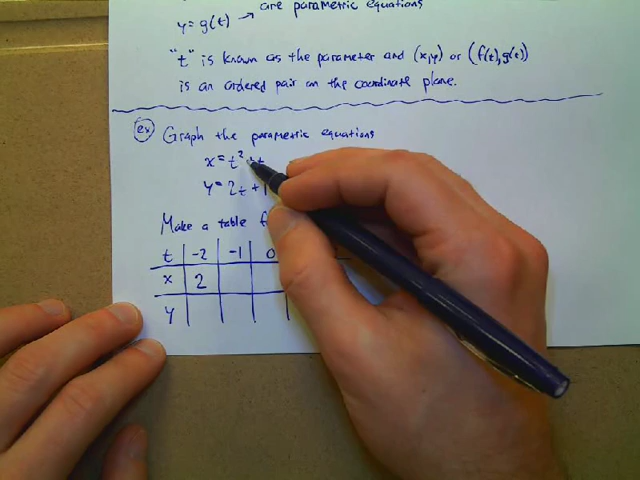 are parametric equations
y = g(t) →
"t" is known as the parameter and (x,y) or (f(t), g(t))
is an ordered pair on the coordinate plane.
ex Graph the parametric equations
x = t² + t
y = 2t + 1
Make a table
t -2 -1 0
x 2
y